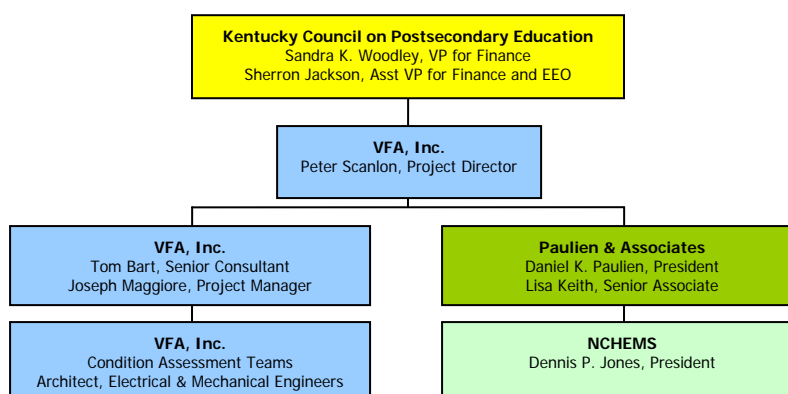 Kentucky Council on Postsecondary Education
Sandra K. Woodley, VP for Finance
Sherron Jackson, Asst VP for Finance and EEO
VFA, Inc.
Peter Scanlon, Project Director
VFA, Inc.
Tom Bart, Senior Consultant
Joseph Maggiore, Project Manager
Paulien & Associates
Daniel K. Paulien, President
Lisa Keith, Senior Associate
VFA, Inc.
Condition Assessment Teams
Architect, Electrical & Mechanical Engineers
NCHEMS
Dennis P. Jones, President